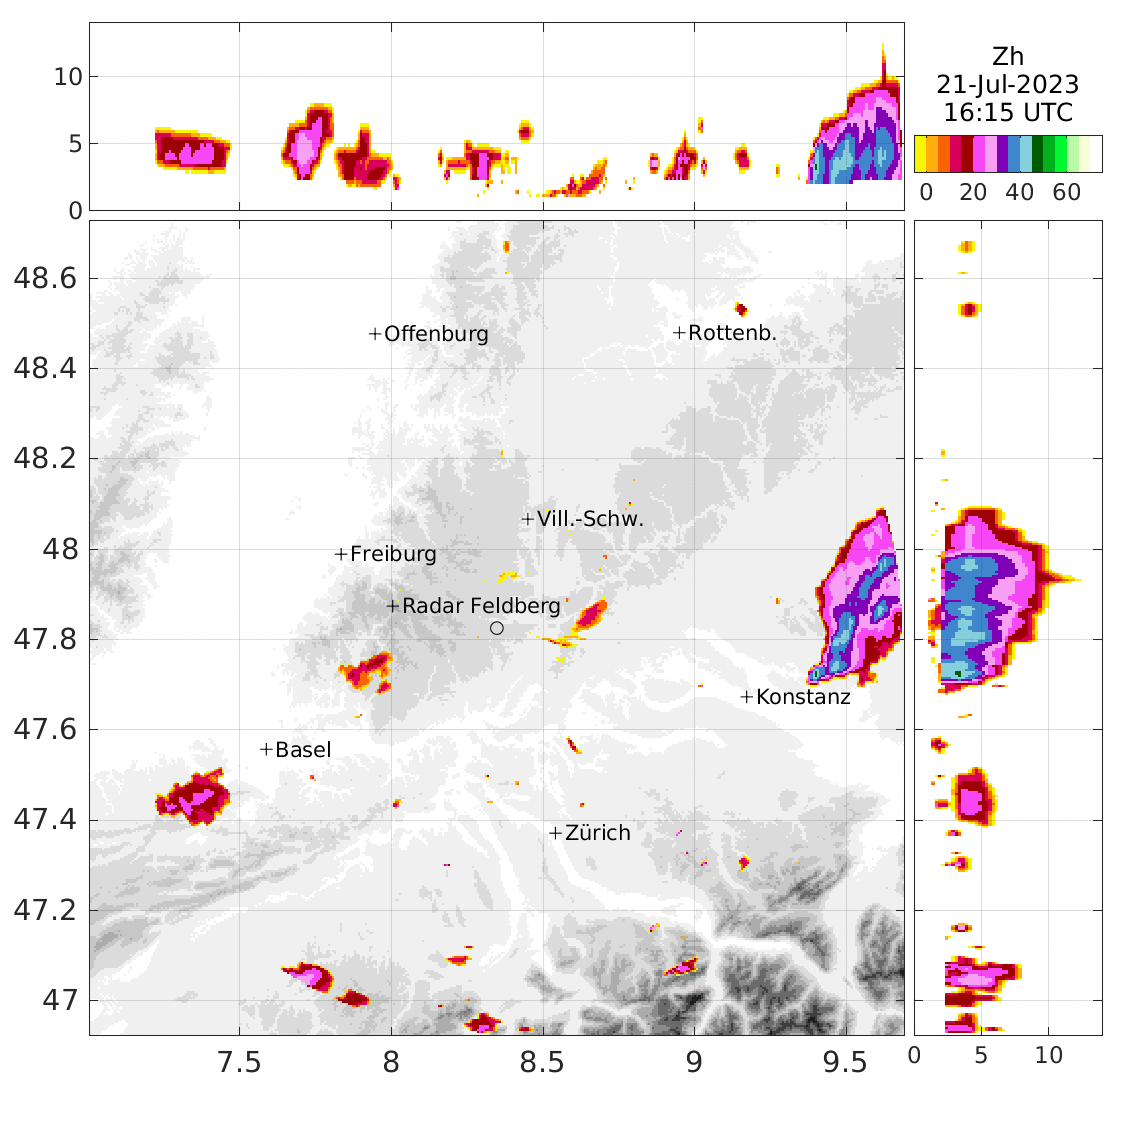 10
5
0
Zh
21-Jul-2023
16:15 UTC
0 20 40 60
48.6
48.4
48.2
48
47.8
47.6
47.4
47.2
47
+Offenburg
+Rottenb.
+Vill.-Schw.
+Freiburg
+Radar Feldberg
+Konstanz
+Basel
+Zürich
7.5 8 8.5 9 9.5
0 5 10